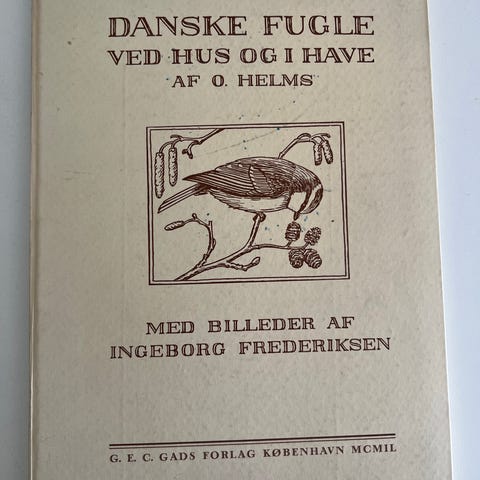 DANSKE FUGLE
VED HUS OG I HAVE
AF O. HELMS
MED BILLEDER AF
INGEBORG FREDERIKSEN
G. E. C. GADS FORLAG KØBENHAVN MCMIL